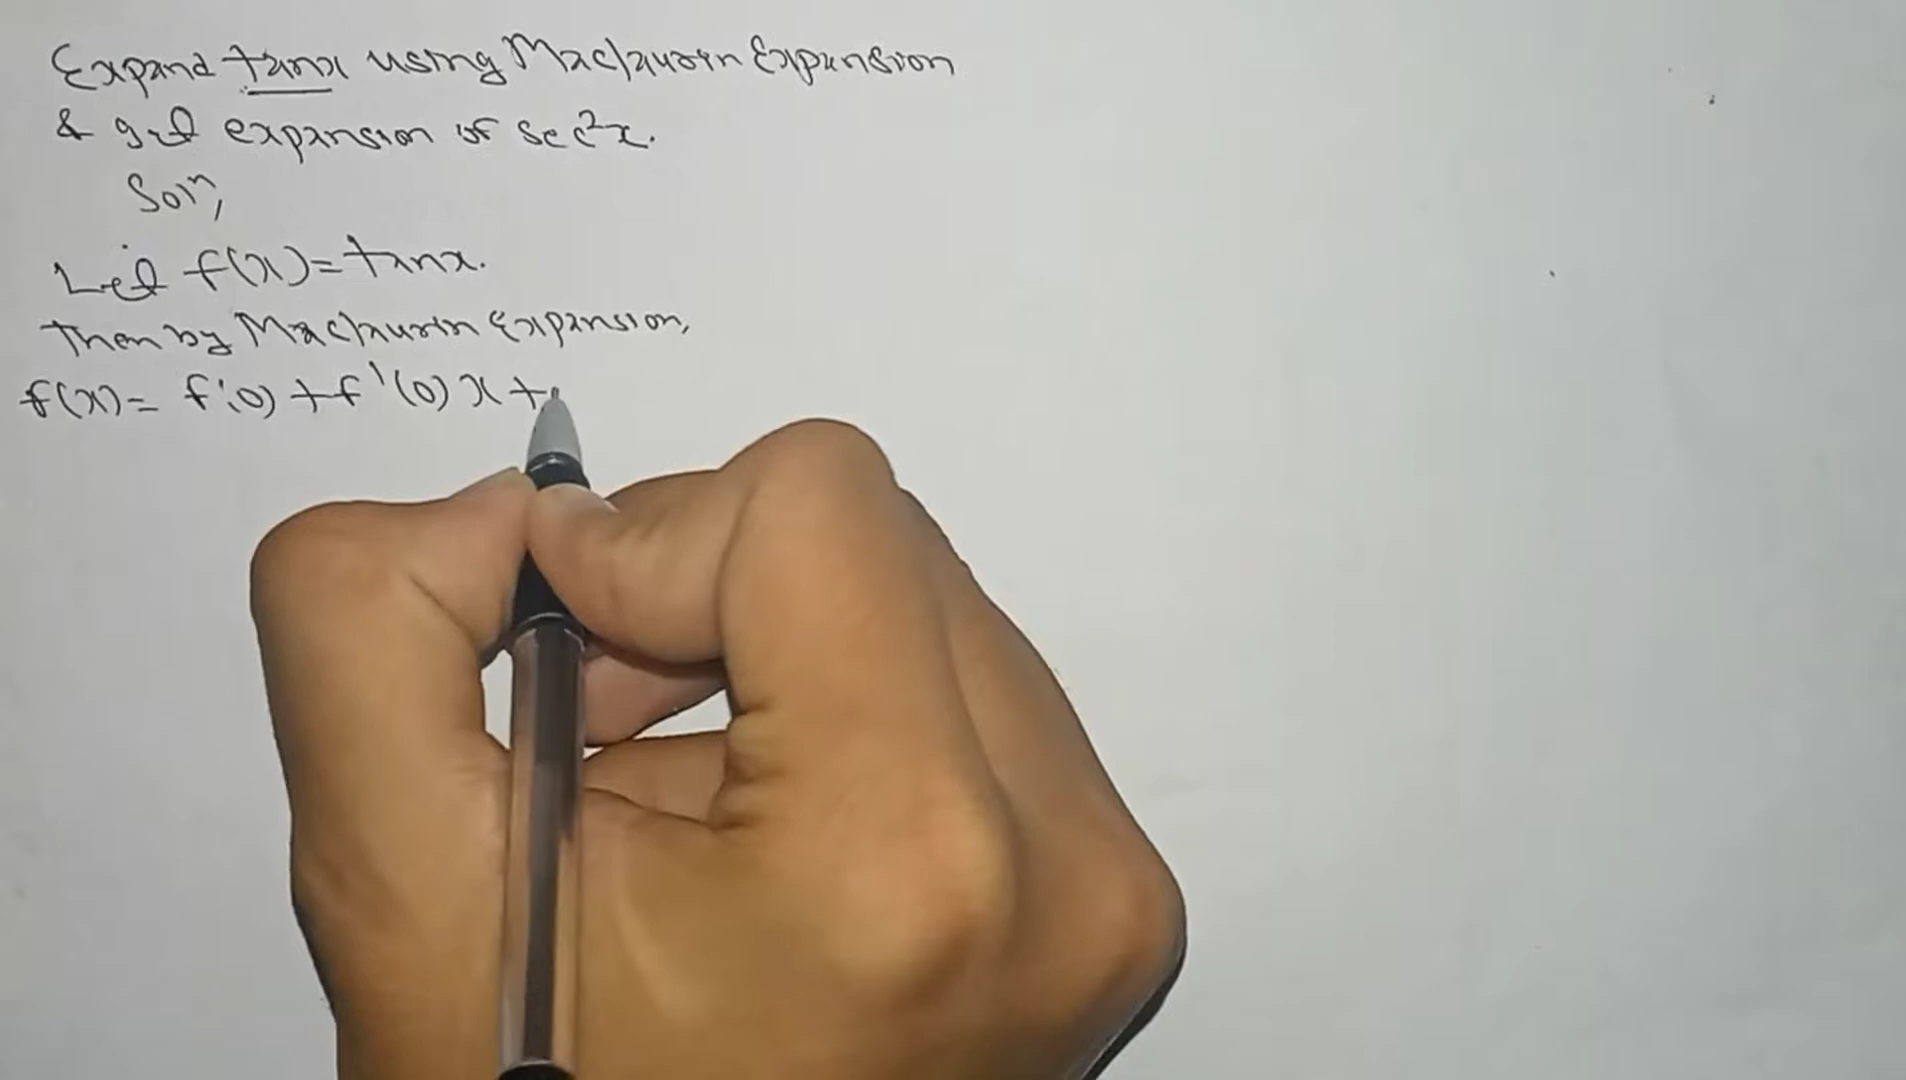 Expand tanx using Maclaurin Expansion
& get expansion of sec²x.
Solⁿ,
Let f(x)=tanx.
Then by Maclaurin Expansion,
f(x)= f(0)+f'(0)x+